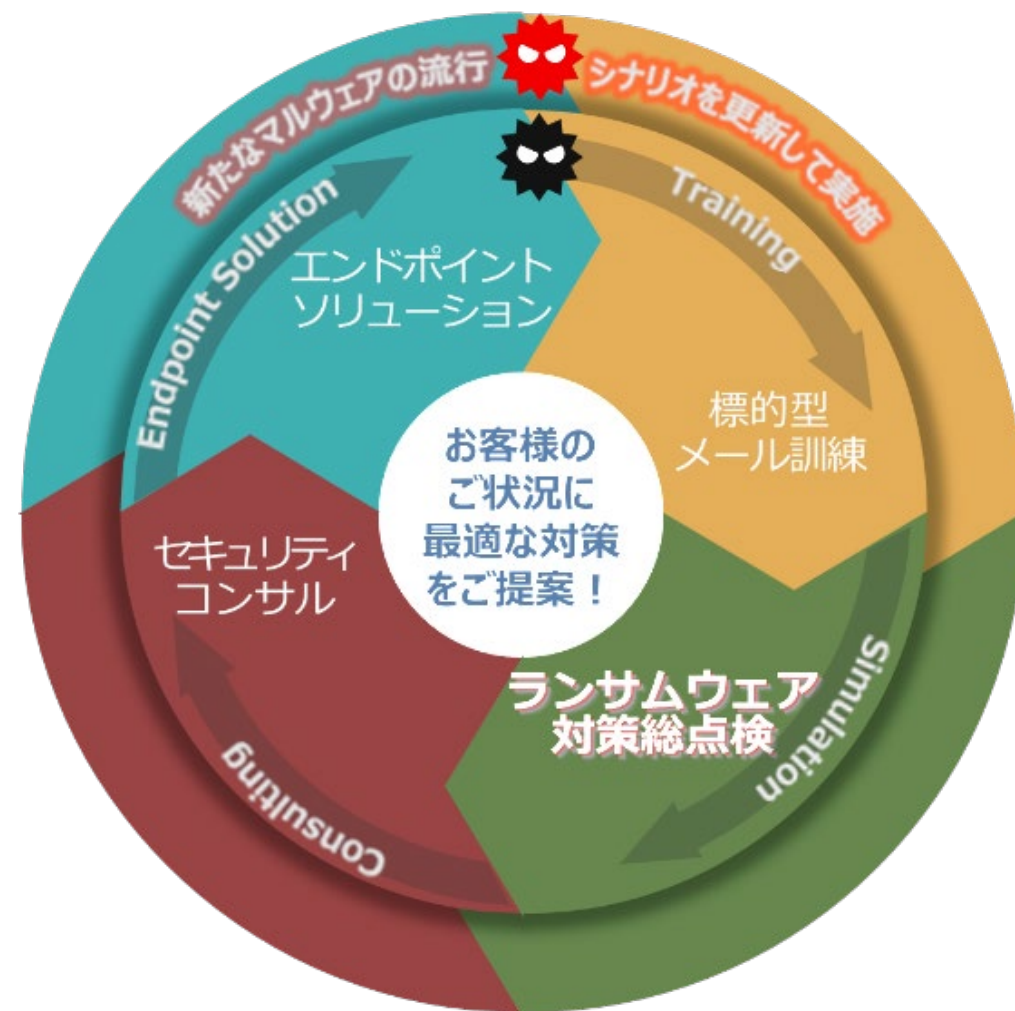 新たなマルウェアの流行
シナリオを更新して実施
Endpoint Solution
エンドポイント
ソリューション
Training
標的型
メール訓練
お客様の
ご状況に
最適な対策
をご提案！
セキュリティ
コンサル
Consulting
ランサムウェア
対策総点検
Simulation